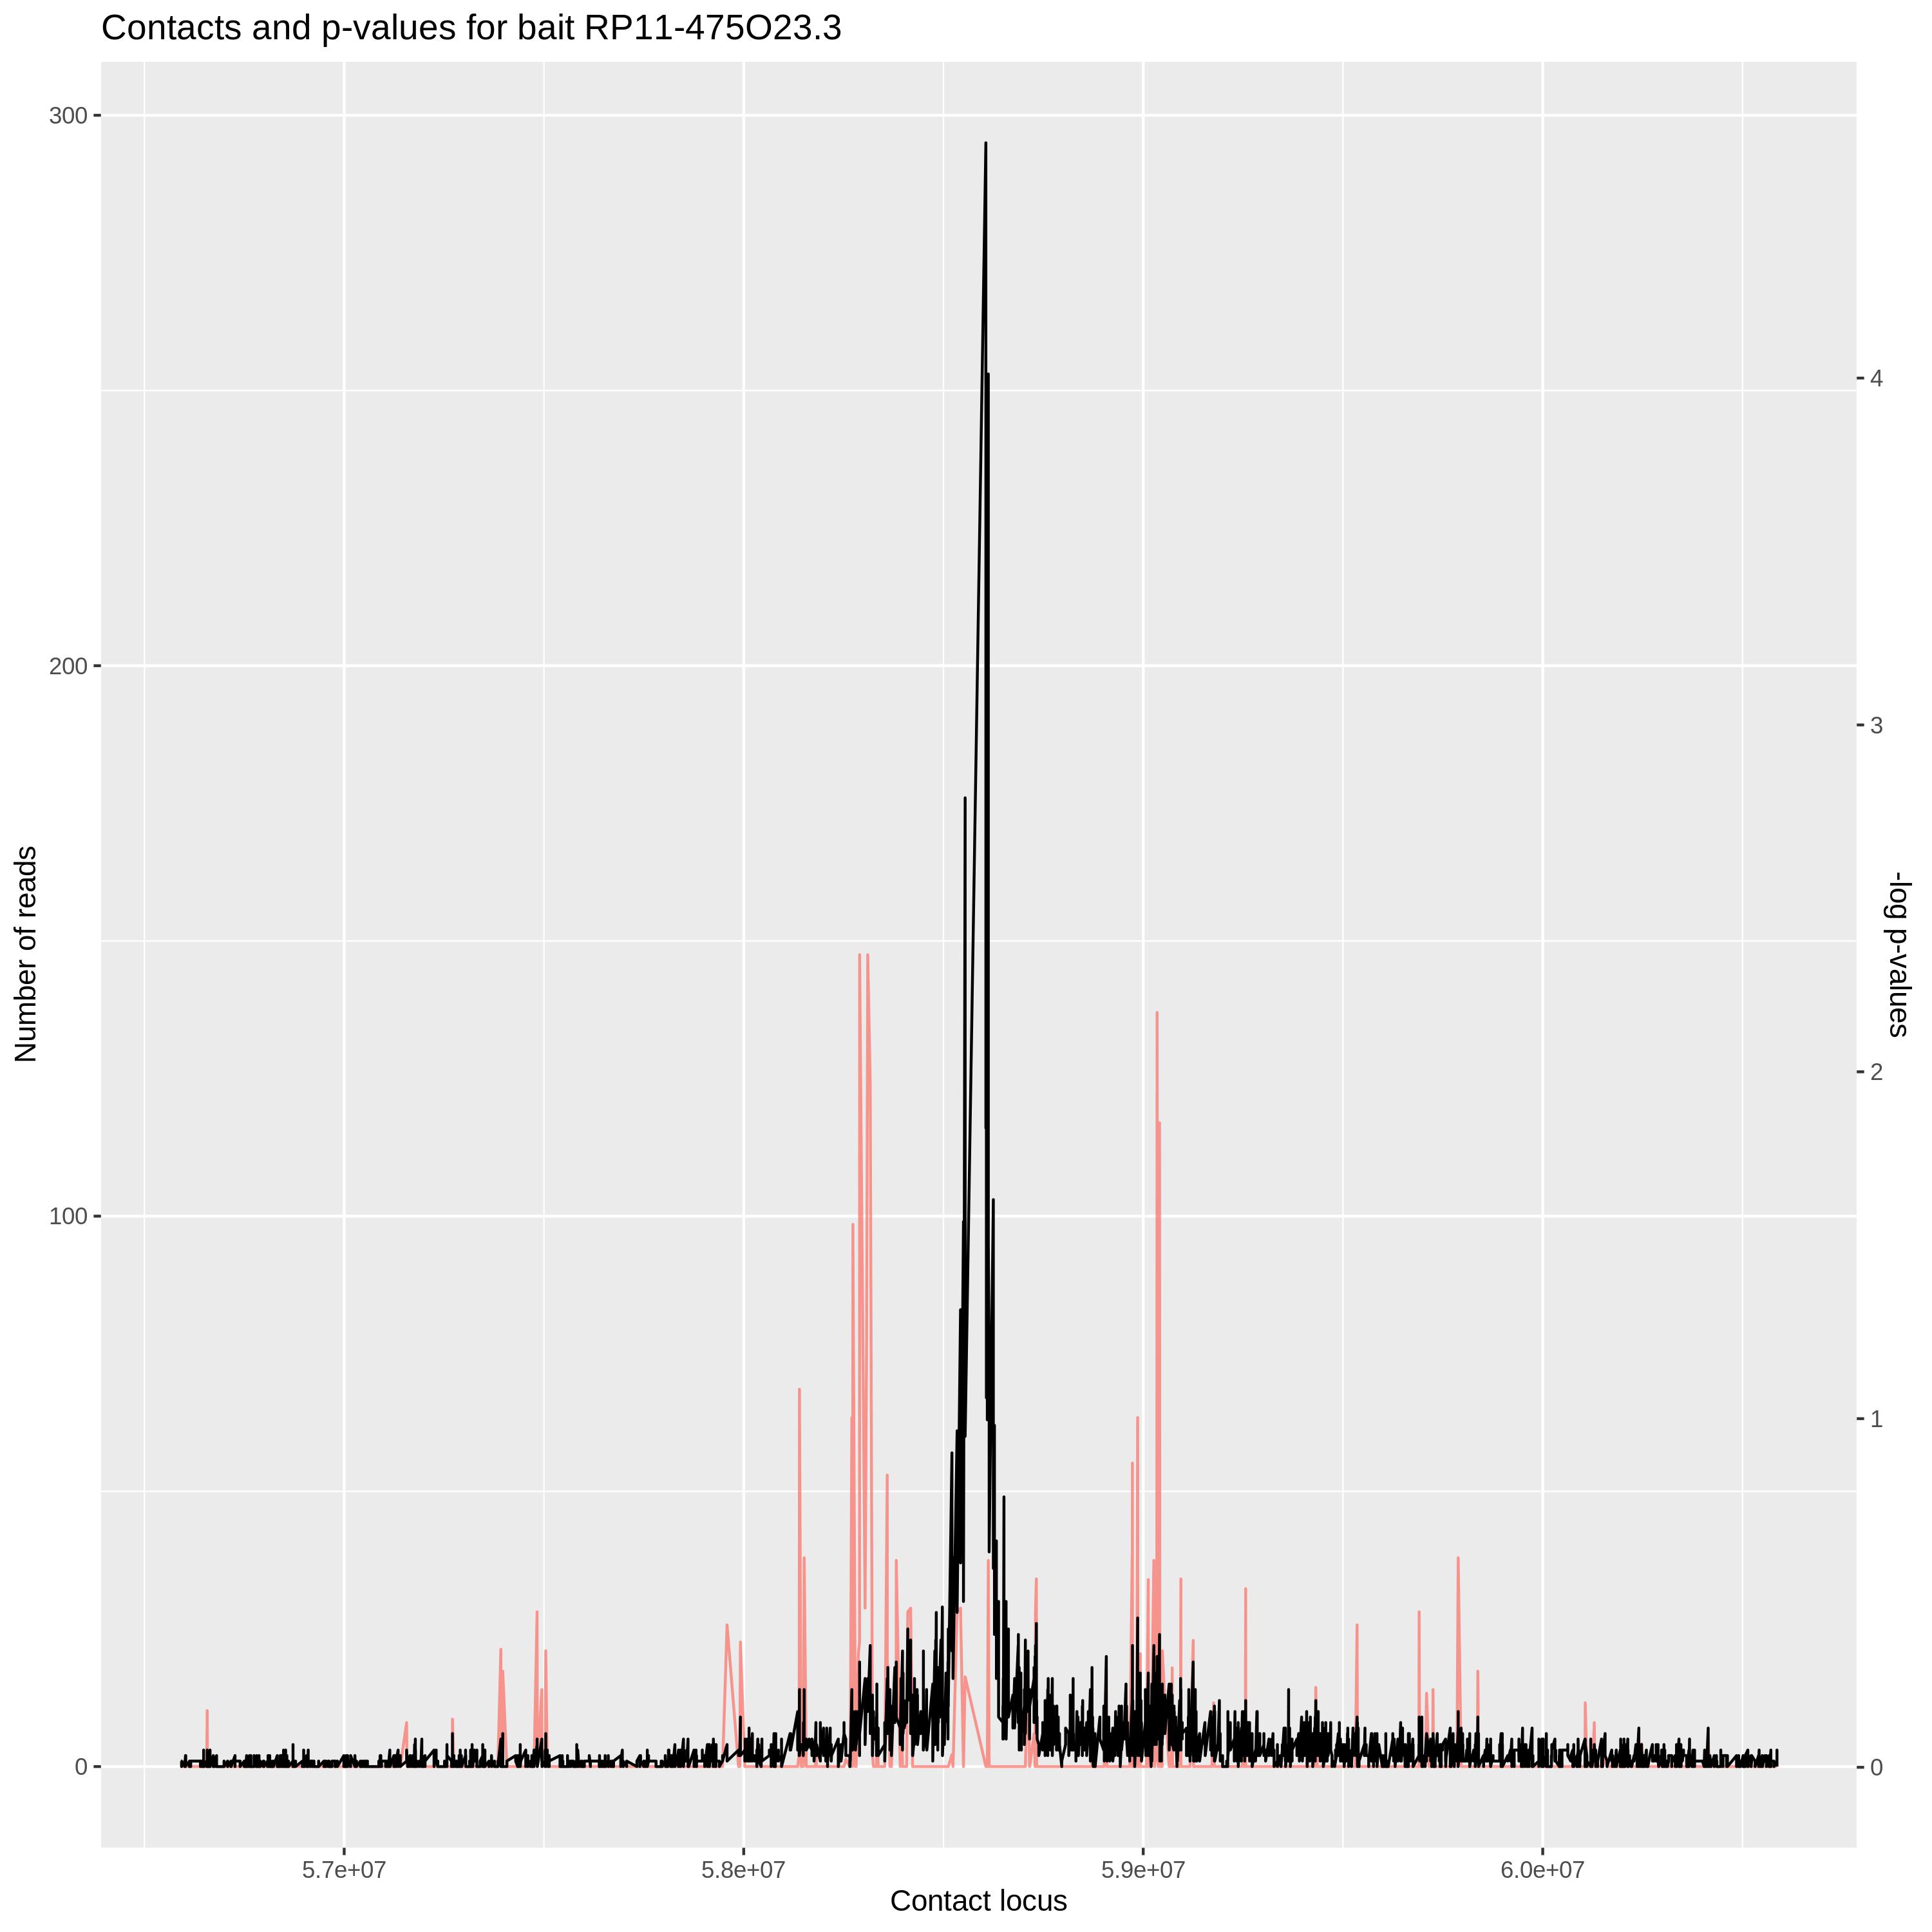 Contacts and p-values for bait RP11-475O23.3
300
200
100
0
4
3
2
1
0
Number of reads
-log p-values
5.7e+07
5.8e+07
5.9e+07
6.0e+07
Contact locus